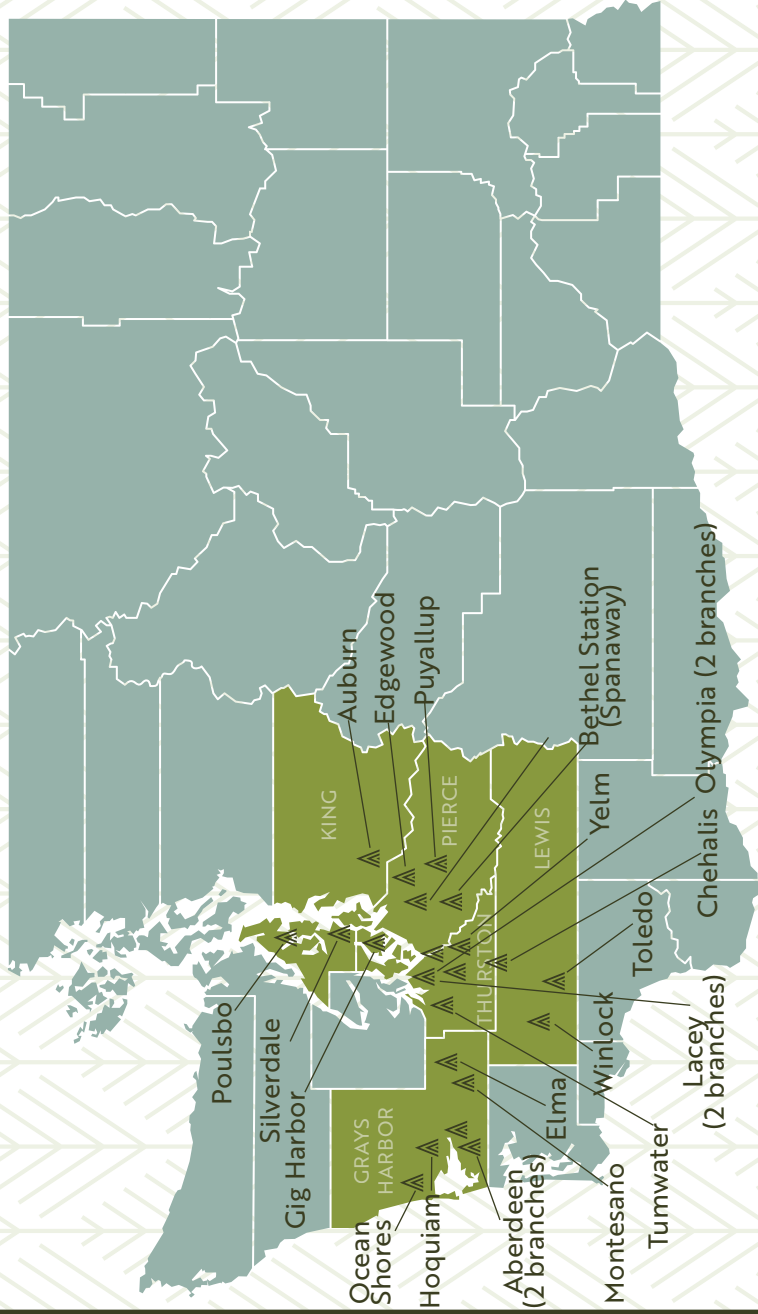 Auburn
Edgewood
Puyallup
Bethel Station
(Spanaway)
Olympia (2 branches)
Yelm
Chehalis
Toledo
Lacey
(2 branches)
Winlock
Tumwater
Elma
Montesano
Aberdeen
(2 branches)
Hoquiam
Ocean
Shores
Gig Harbor
Silverdale
Poulsbo
KING
PIERCE
LEWIS
THURSTON
GRAYS
HARBOR